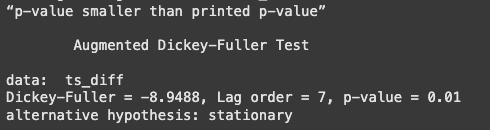 “p-value smaller than printed p-value”
Augmented Dickey-Fuller Test
data:  ts_diff
Dickey-Fuller = -8.9488, Lag order = 7, p-value = 0.01
alternative hypothesis: stationary